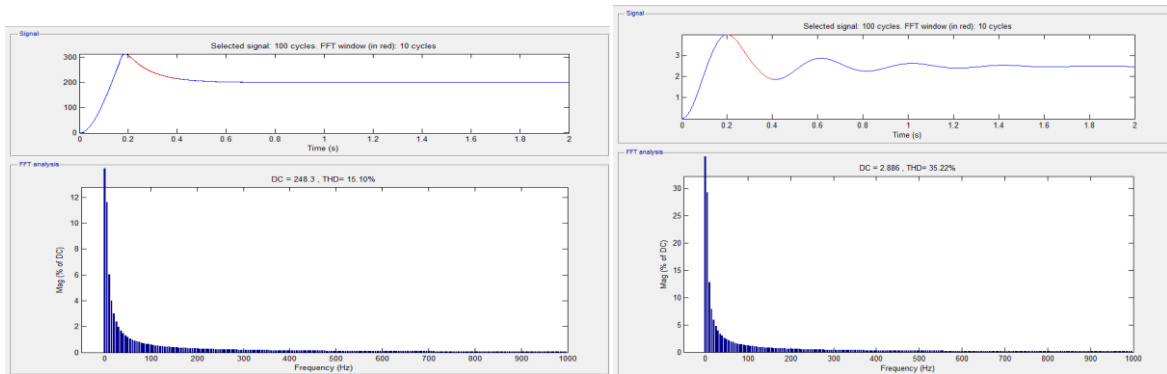 Signal
Selected signal: 100 cycles. FFT window (in red): 10 cycles
300
200
100
0
0 0.2 0.4 0.6 0.8 1 1.2 1.4 1.6 1.8 2
Time (s)
FFT analysis
DC = 248.3 , THD= 15.10%
Mag (% of DC)
12
10
8
6
4
2
0
0 100 200 300 400 500 600 700 800 900 1000
Frequency (Hz)
Signal
Selected signal: 100 cycles. FFT window (in red): 10 cycles
3
2
1
0 0.2 0.4 0.6 0.8 1 1.2 1.4 1.6 1.8 2
Time (s)
FFT analysis
DC = 2.886 , THD= 35.22%
Mag (% of DC)
30
25
20
15
10
5
0
0 100 200 300 400 500 600 700 800 900 1000
Frequency (Hz)